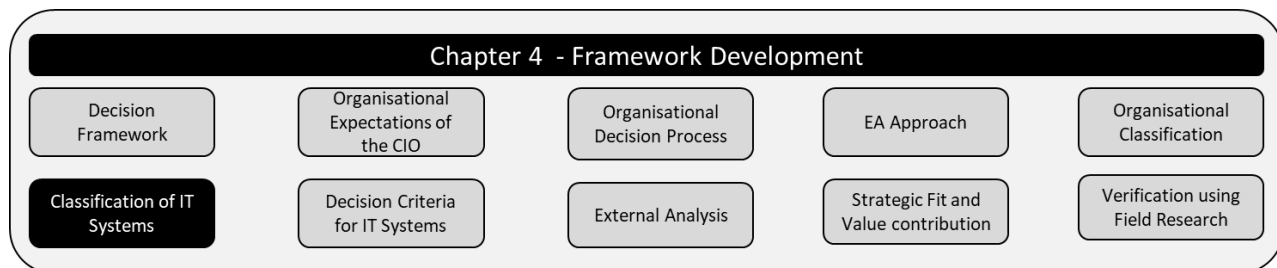 Chapter 4  - Framework Development
Decision
Framework
Organisational
Expectations of
the CIO
Organisational
Decision Process
EA Approach
Organisational
Classification
Classification of IT
Systems
Decision Criteria
for IT Systems
External Analysis
Strategic Fit and
Value contribution
Verification using
Field Research